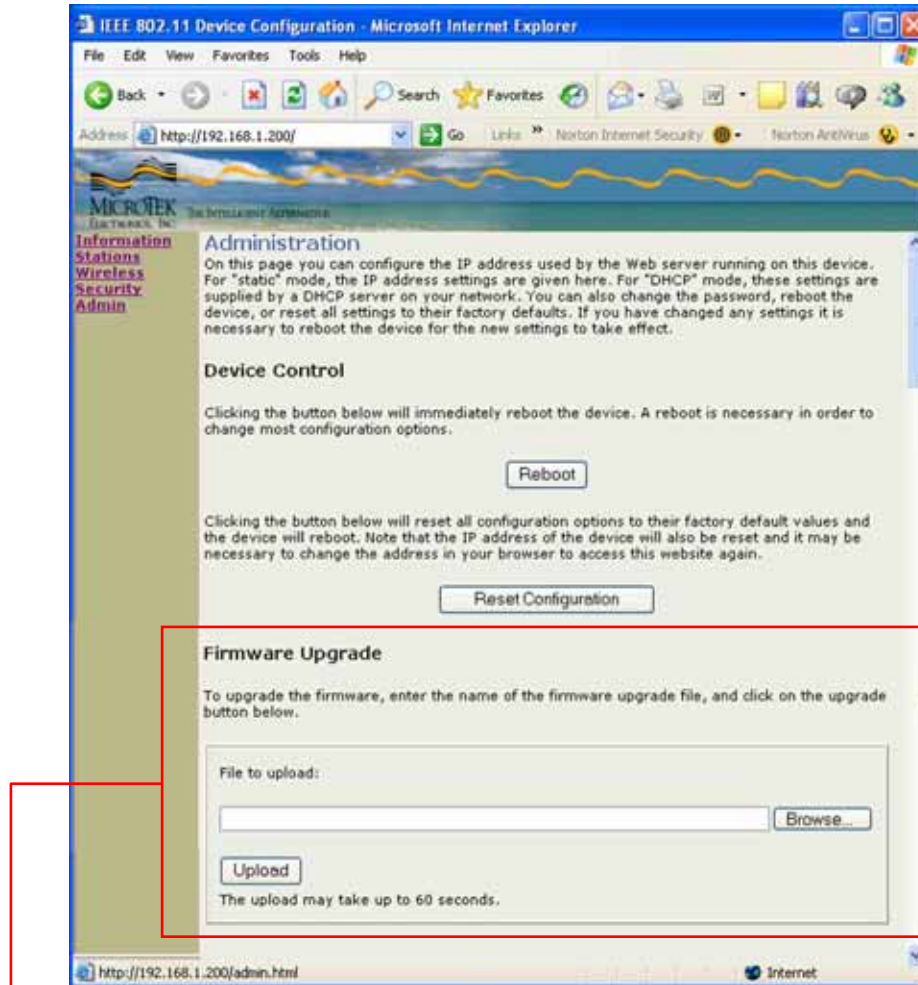 IEEE 802.11 Device Configuration - Microsoft Internet Explorer
File Edit View Favorites Tools Help
Back Search Favorites
Address http://192.168.1.200/ Go Links » Norton Internet Security Norton AntiVirus
MICROTEK THE INTELLIGENT ALTERNATIVE
ELECTRONICS, INC
Information
Stations
Wireless
Security
Admin
Administration
On this page you can configure the IP address used by the Web server running on this device.
For "static" mode, the IP address settings are given here. For "DHCP" mode, these settings are
supplied by a DHCP server on your network. You can also change the password, reboot the
device, or reset all settings to their factory defaults. If you have changed any settings it is
necessary to reboot the device for the new settings to take effect.
Device Control
Clicking the button below will immediately reboot the device. A reboot is necessary in order to
change most configuration options.
Reboot
Clicking the button below will reset all configuration options to their factory default values and
the device will reboot. Note that the IP address of the device will also be reset and it may be
necessary to change the address in your browser to access this website again.
Reset Configuration
Firmware Upgrade
To upgrade the firmware, enter the name of the firmware upgrade file, and click on the upgrade
button below.
File to upload:
Browse...
Upload
The upload may take up to 60 seconds.
http://192.168.1.200/admin.html Internet